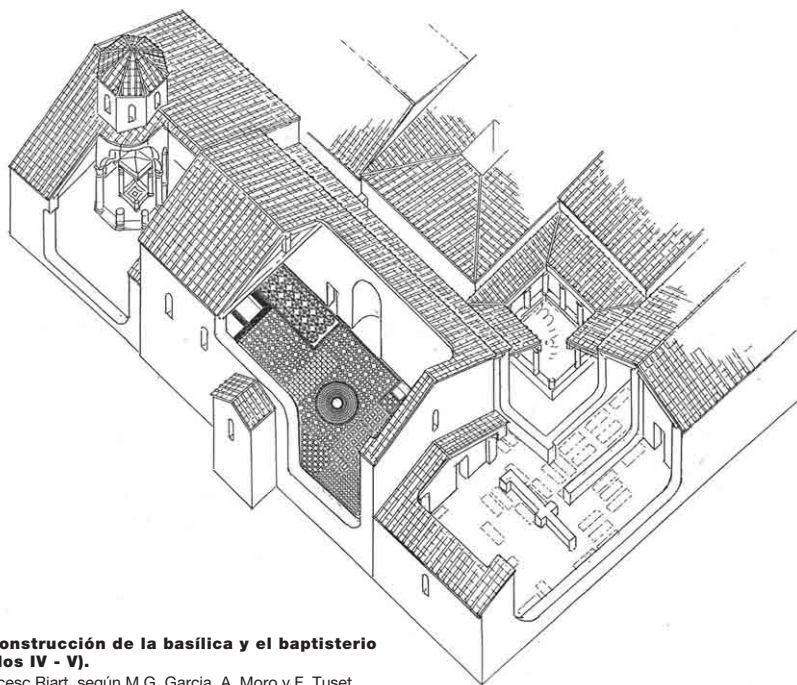 onstrucción de la basílica y el baptisterio
los IV - V).
cesc Riart, según M.G. Garcia, A. Moro y F. Tuset